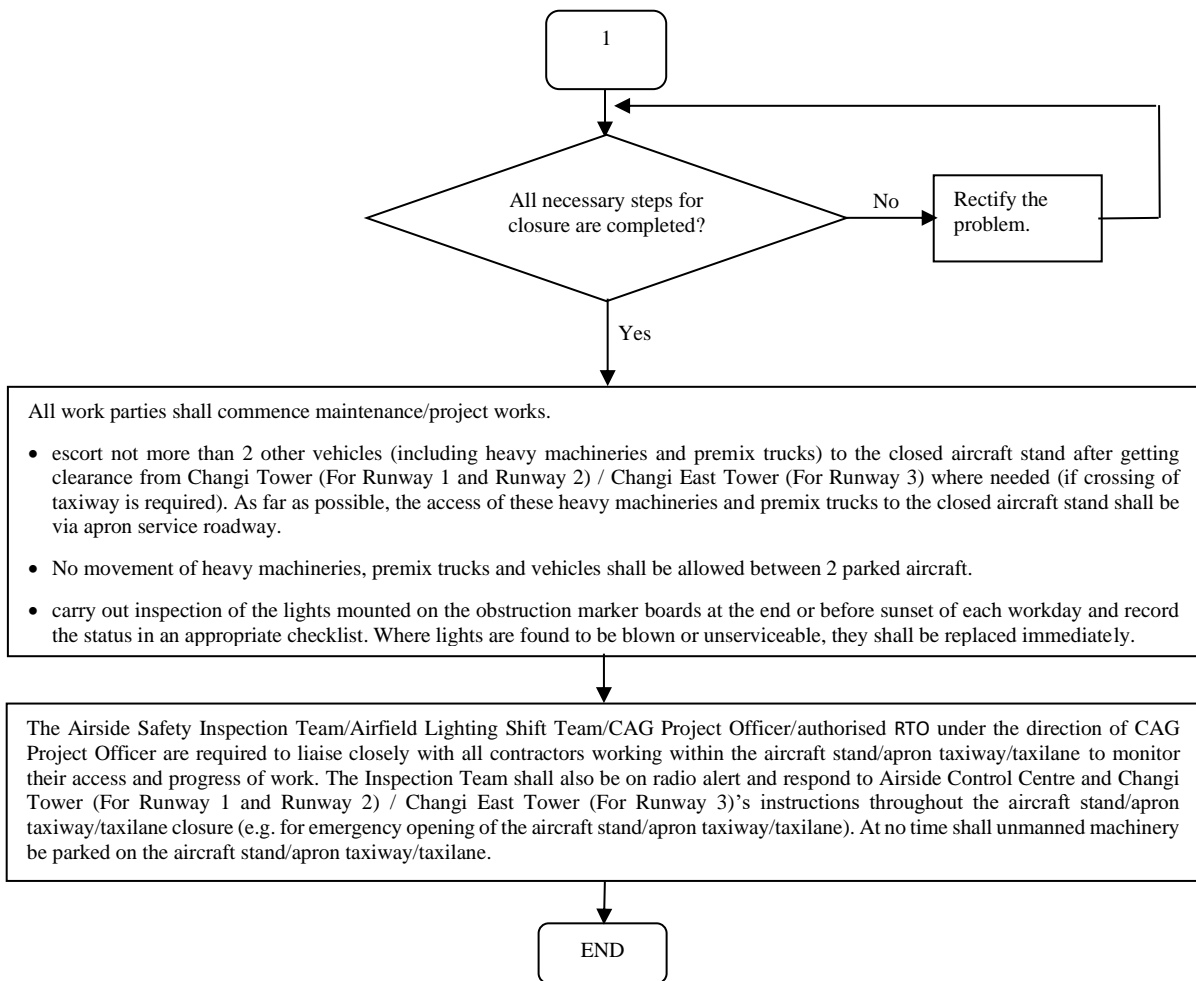 1
All necessary steps for
closure are completed?
No
Rectify the
problem.
Yes
All work parties shall commence maintenance/project works.
• escort not more than 2 other vehicles (including heavy machineries and premix trucks) to the closed aircraft stand after getting
clearance from Changi Tower (For Runway 1 and Runway 2) / Changi East Tower (For Runway 3) where needed (if crossing of
taxiway is required). As far as possible, the access of these heavy machineries and premix trucks to the closed aircraft stand shall be
via apron service roadway.
• No movement of heavy machineries, premix trucks and vehicles shall be allowed between 2 parked aircraft.
• carry out inspection of the lights mounted on the obstruction marker boards at the end or before sunset of each workday and record
the status in an appropriate checklist. Where lights are found to be blown or unserviceable, they shall be replaced immediately.
The Airside Safety Inspection Team/Airfield Lighting Shift Team/CAG Project Officer/authorised RTO under the direction of CAG
Project Officer are required to liaise closely with all contractors working within the aircraft stand/apron taxiway/taxilane to monitor
their access and progress of work. The Inspection Team shall also be on radio alert and respond to Airside Control Centre and Changi
Tower (For Runway 1 and Runway 2) / Changi East Tower (For Runway 3)'s instructions throughout the aircraft stand/apron
taxiway/taxilane closure (e.g. for emergency opening of the aircraft stand/apron taxiway/taxilane). At no time shall unmanned machinery
be parked on the aircraft stand/apron taxiway/taxilane.
END